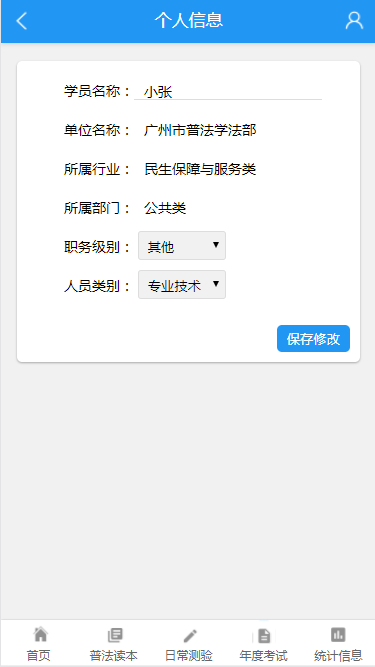 个人信息
学员名称： 小张
单位名称： 广州市普法学法部
所属行业： 民生保障与服务类
所属部门： 公共类
职务级别： 其他
人员类别： 专业技术
保存修改
首页 普法读本 日常测验 年度考试 统计信息